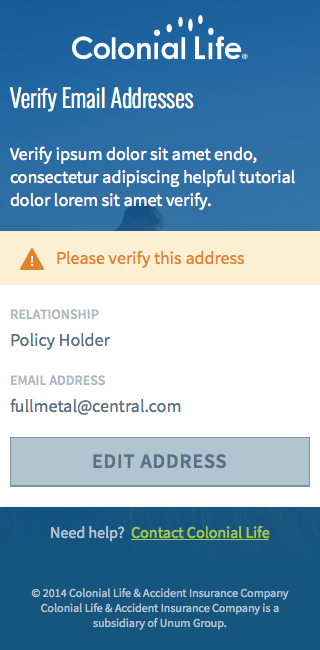 Colonial Life®
Verify Email Addresses
Verify ipsum dolor sit amet endo,
consectetur adipiscing helpful tutorial
dolor lorem sit amet verify.
Please verify this address
RELATIONSHIP
Policy Holder
EMAIL ADDRESS
fullmetal@central.com
EDIT ADDRESS
Need help? Contact Colonial Life
© 2014 Colonial Life & Accident Insurance Company
Colonial Life & Accident Insurance Company is a
subsidiary of Unum Group.